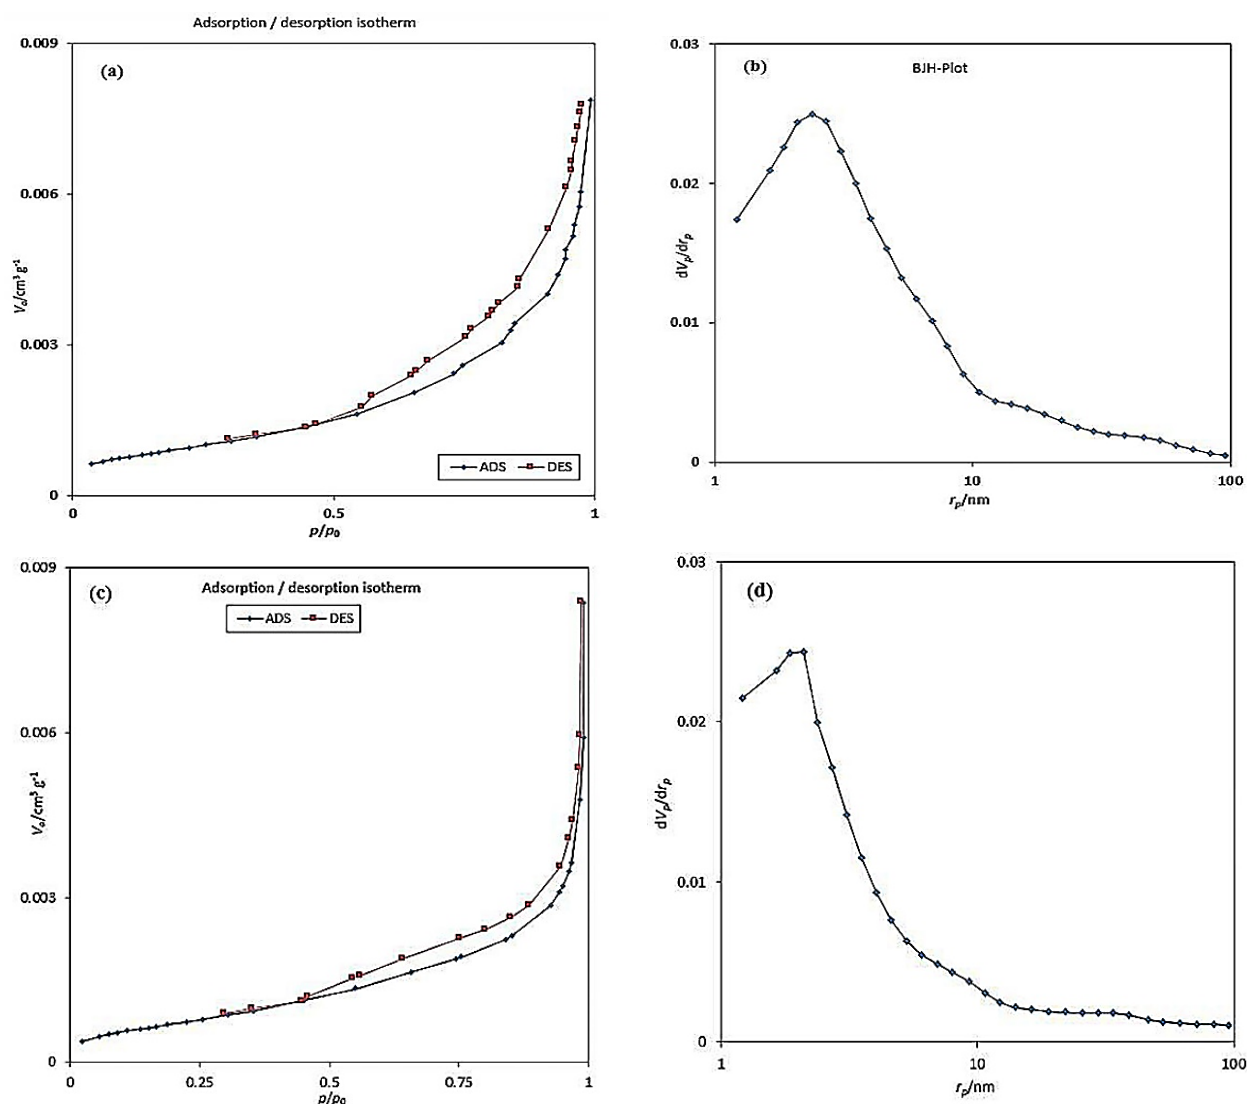 Adsorption / desorption isotherm
(a)
0.009
0.006
0.003
0
Vₐ/cm³ g⁻¹
ADS DES
0 0.5 1
p/p₀
(b)
BJH-Plot
0.03
0.02
0.01
0
dVₚ/drₚ
1 10 100
rₚ/nm
(c)
Adsorption / desorption isotherm
ADS DES
0.009
0.006
0.003
0
Vₐ/cm³ g⁻¹
0 0.25 0.5 0.75 1
p/p₀
(d)
0.03
0.02
0.01
0
dVₚ/drₚ
1 10 100
rₚ/nm